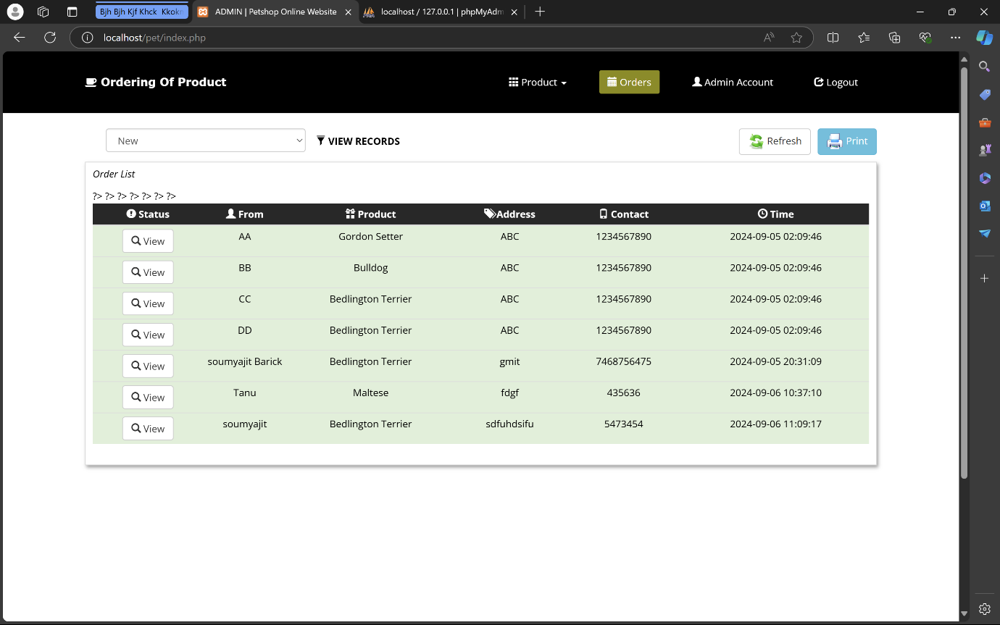 Bjh Bjh Kjf Khck Kkokn
ADMIN | Petshop Online Website
localhost / 127.0.0.1 | phpMyAdm
localhost/pet/index.php
Ordering Of Product
Product
Orders
Admin Account
Logout
New
VIEW RECORDS
Refresh
Print
Order List
?> ?> ?> ?> ?> ?> ?>
Status From Product Address Contact Time
View AA Gordon Setter ABC 1234567890 2024-09-05 02:09:46
View BB Bulldog ABC 1234567890 2024-09-05 02:09:46
View CC Bedlington Terrier ABC 1234567890 2024-09-05 02:09:46
View DD Bedlington Terrier ABC 1234567890 2024-09-05 02:09:46
View soumyajit Barick Bedlington Terrier gmit 7468756475 2024-09-05 20:31:09
View Tanu Maltese fdgf 435636 2024-09-06 10:37:10
View soumyajit Bedlington Terrier sdfuhdsifu 5473454 2024-09-06 11:09:17